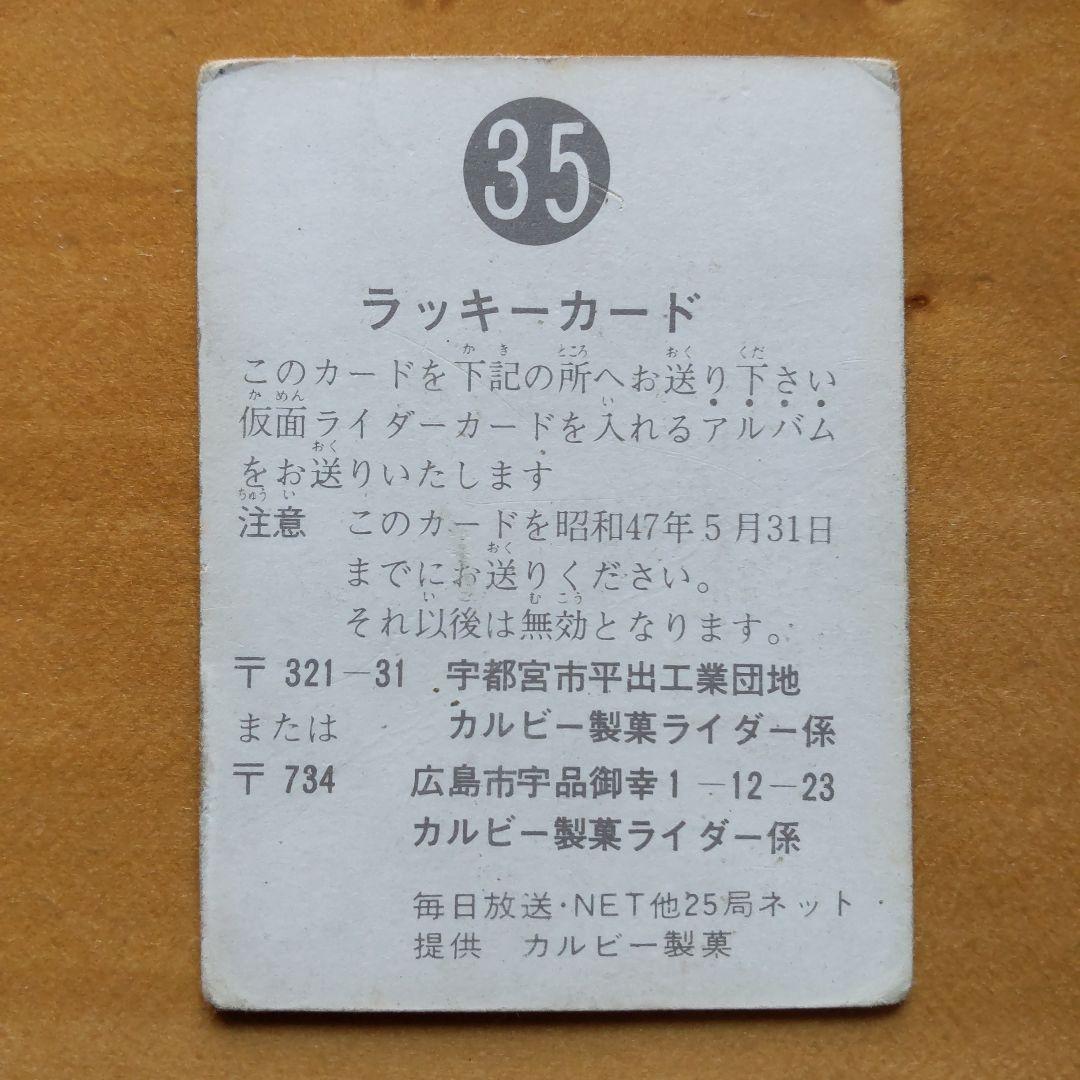 35
ラッキーカード
このカードを下記の所へお送り下さい
仮面ライダーカードを入れるアルバム
をお送りいたします
注意 このカードを昭和47年5月31日
までにお送りください。
それ以後は無効となります。
〒321-31 宇都宮市平出工業団地
または カルビー製菓ライダー係
〒734 広島市宇品御幸1-12-23
カルビー製菓ライダー係
毎日放送・NET他25局ネット
提供 カルビー製菓